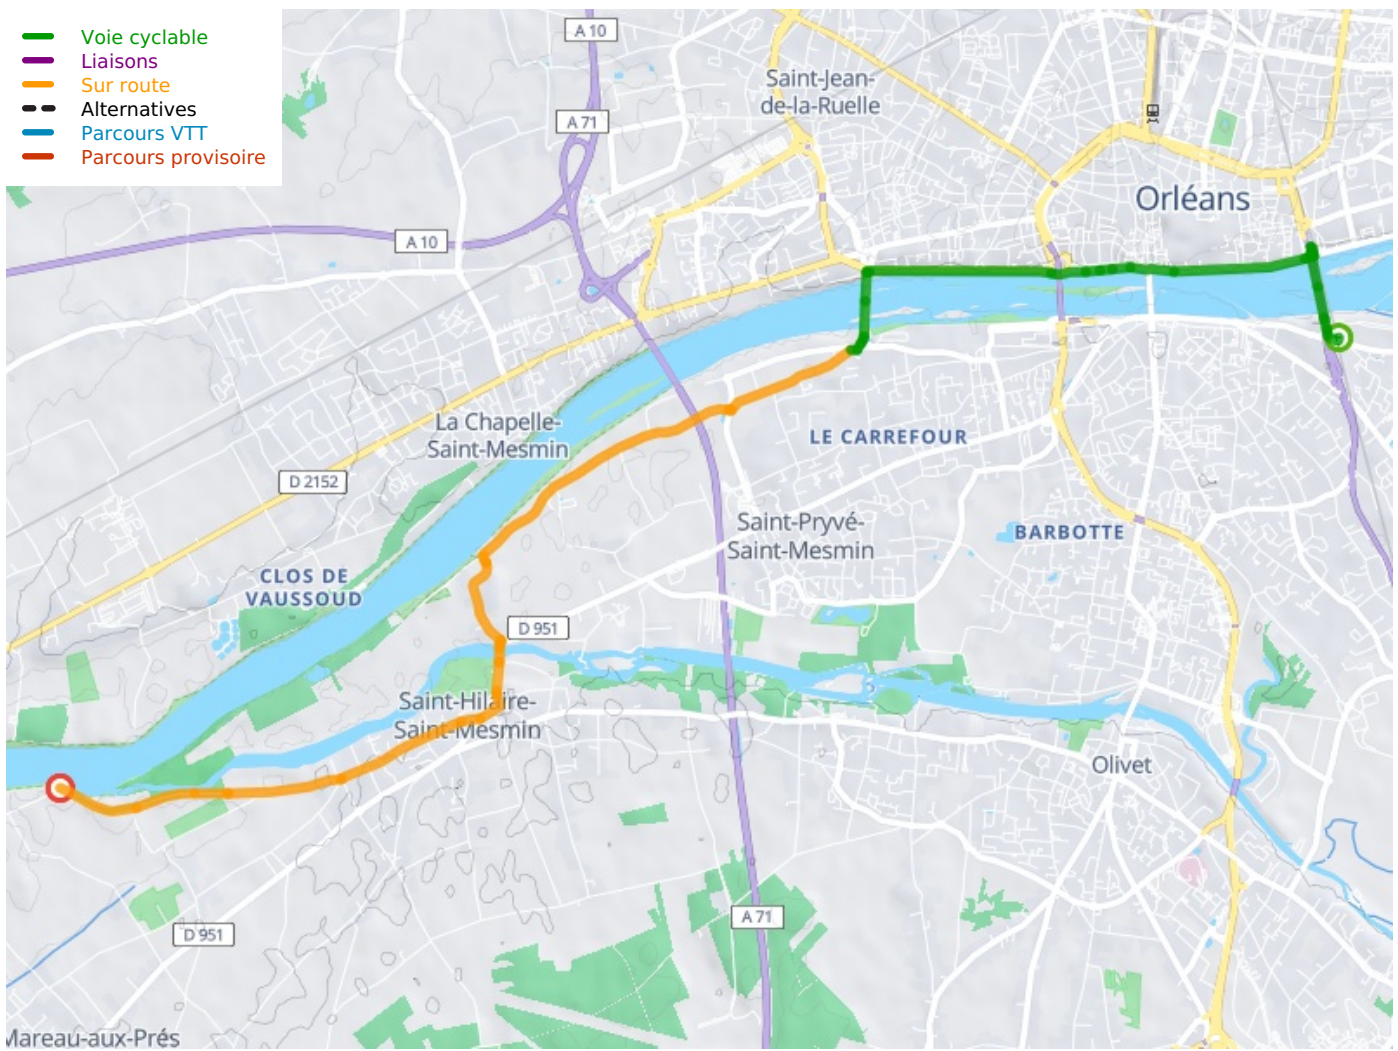 Voie cyclable
Liaisons
Sur route
Alternatives
Parcours VTT
Parcours provisoire
A 10
Saint-Jean-
de-la-Ruelle
A 71
Orléans
A 10
La Chapelle-
Saint-Mesmin
LE CARREFOUR
D 2152
Saint-Pryvé-
Saint-Mesmin
BARBOTTE
CLOS DE
VAUSSOUD
D 951
Saint-Hilaire-
Saint-Mesmin
Olivet
A 71
D 951
Mareau-aux-Prés